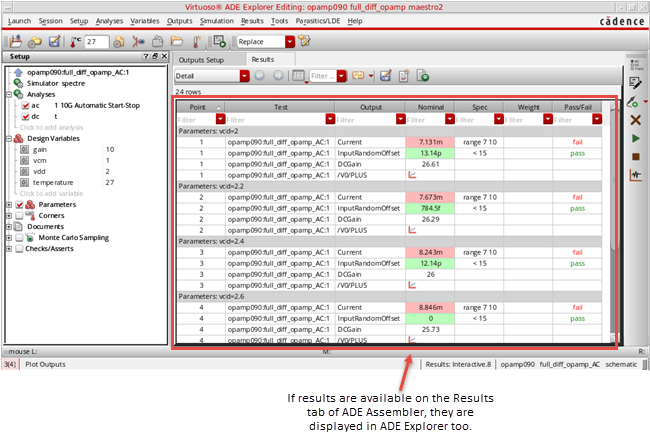 Virtuoso® ADE Explorer Editing: opamp090 full_diff_opamp maestro2
Launch Session Setup Analyses Variables Outputs Simulation Results Tools Parasitics/LDE Help
cādence
27
Replace
Setup
Outputs Setup
Results
opamp090:full_diff_opamp_AC:1
Simulator spectre
Analyses
ac 1 10G Automatic Start-Stop
dc t
Click to add analysis
Design Variables
gain 10
vcm 1
vdd 2
temperature 27
Click to add variable
Parameters
Corners
Documents
Monte Carlo Sampling
Checks/Asserts
Detail
Filter ...
24 rows
Point Test Output Nominal Spec Weight Pass/Fail
Filter Filter Filter Filter Filter Filter Filter
Parameters: vcid=2
1 opamp090:full_diff_opamp_AC:1 Current 7.131m range 7 10 fail
1 opamp090:full_diff_opamp_AC:1 InputRandomOffset 13.14p < 15 pass
1 opamp090:full_diff_opamp_AC:1 DCGain 26.61
1 opamp090:full_diff_opamp_AC:1 /V0/PLUS
Parameters: vcid=2.2
2 opamp090:full_diff_opamp_AC:1 Current 7.673m range 7 10 fail
2 opamp090:full_diff_opamp_AC:1 InputRandomOffset 784.5f < 15 pass
2 opamp090:full_diff_opamp_AC:1 DCGain 26.29
2 opamp090:full_diff_opamp_AC:1 /V0/PLUS
Parameters: vcid=2.4
3 opamp090:full_diff_opamp_AC:1 Current 8.243m range 7 10 fail
3 opamp090:full_diff_opamp_AC:1 InputRandomOffset 12.14p < 15 pass
3 opamp090:full_diff_opamp_AC:1 DCGain 26
3 opamp090:full_diff_opamp_AC:1 /V0/PLUS
Parameters: vcid=2.6
4 opamp090:full_diff_opamp_AC:1 Current 8.846m range 7 10 fail
4 opamp090:full_diff_opamp_AC:1 InputRandomOffset 0 < 15 pass
4 opamp090:full_diff_opamp_AC:1 DCGain 25.73
4 opamp090:full_diff_opamp_AC:1 /V0/PLUS
mouse L: M: R:
3(4) Plot Outputs Results: Interactive.8 opamp090 full_diff_opamp_AC schematic
If results are available on the Results
tab of ADE Assembler, they are
displayed in ADE Explorer too.